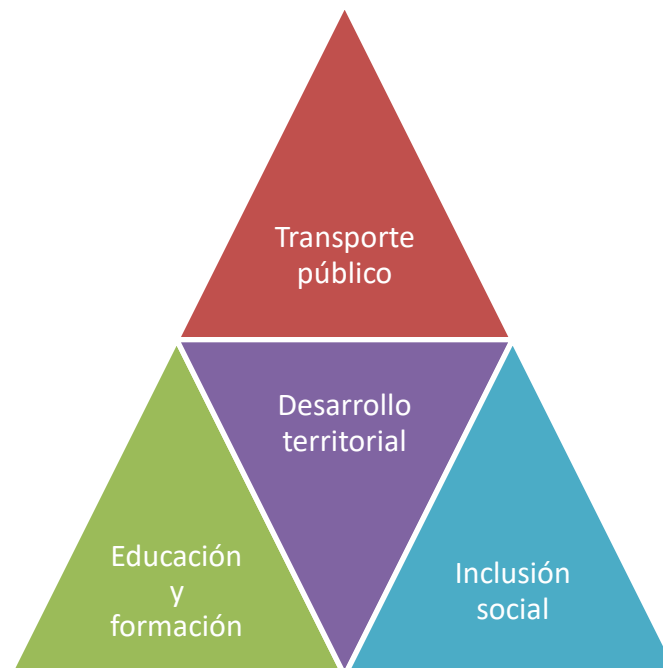 Transporte
público
Desarrollo
territorial
Educación
y
formación
Inclusión
social